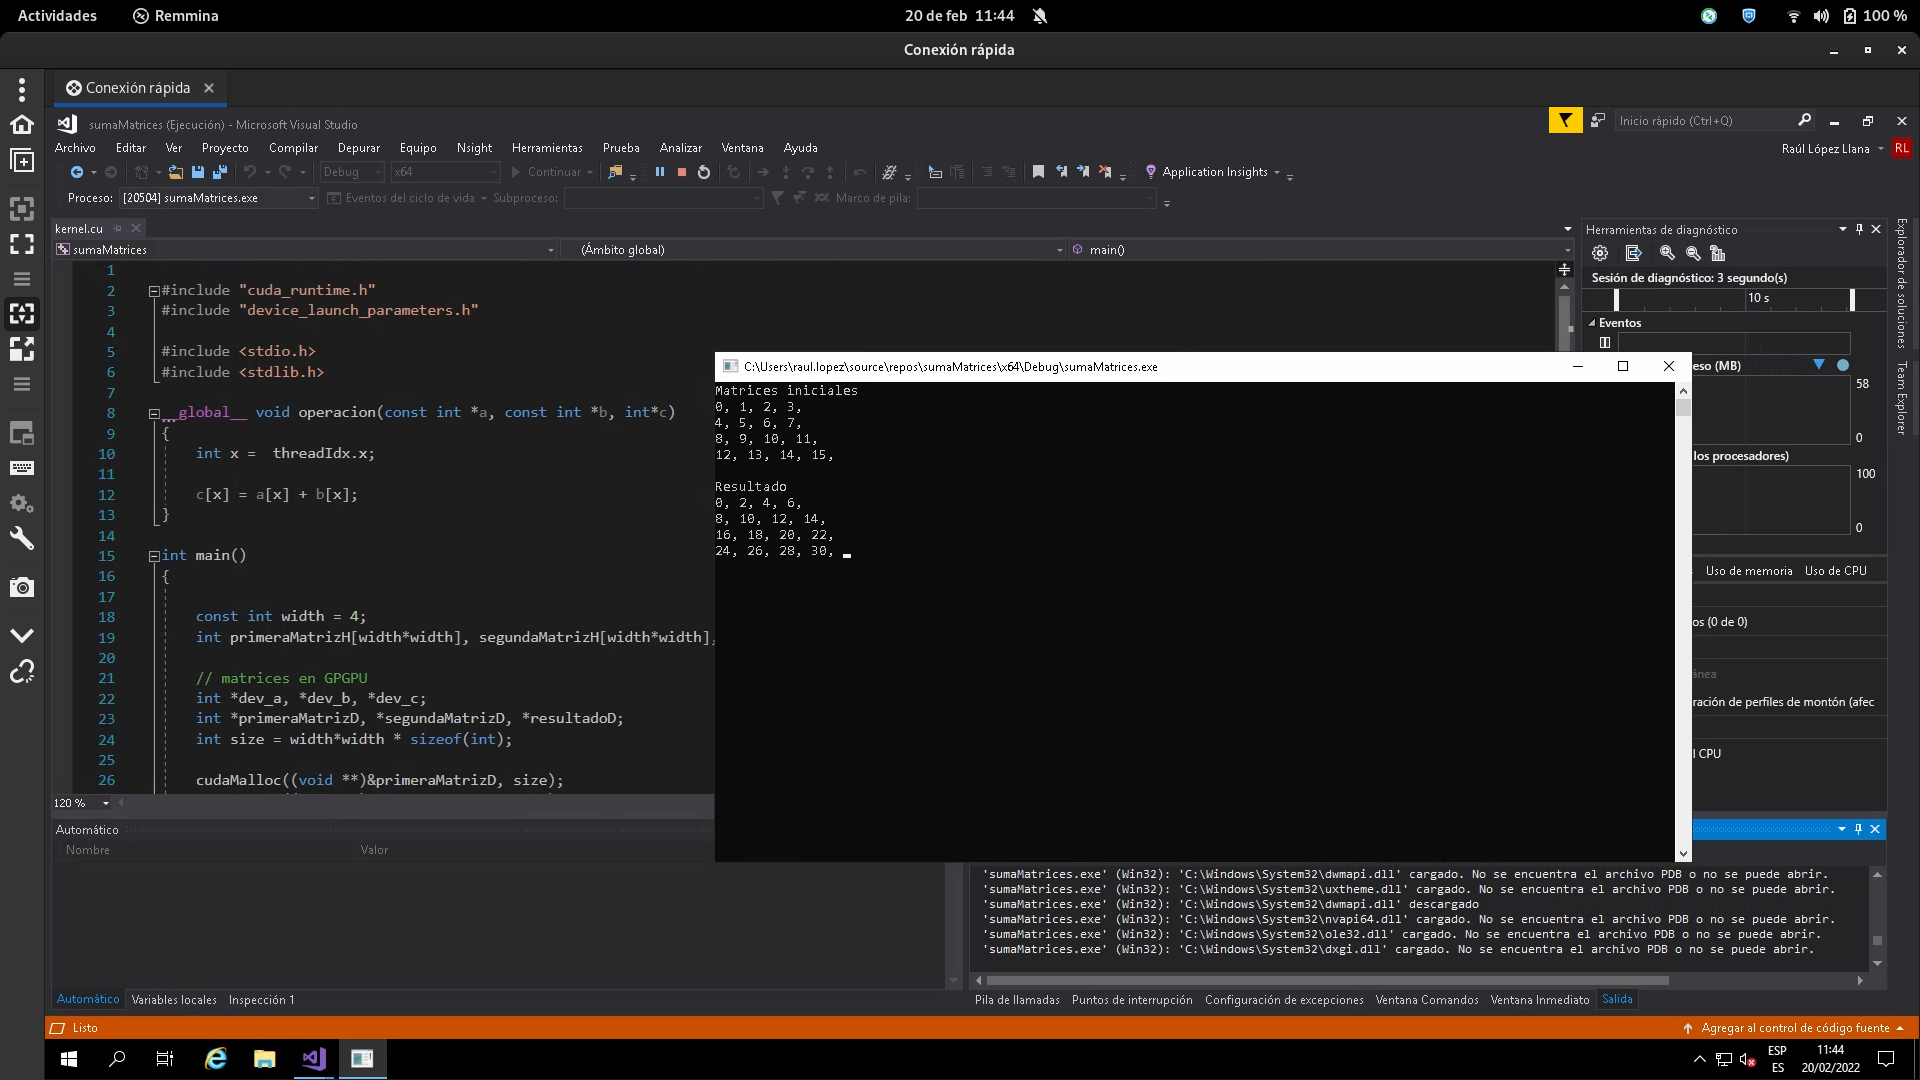 Actividades
Remmina
20 de feb 11:44
100 %
Conexión rápida
Conexión rápida
sumaMatrices (Ejecución) - Microsoft Visual Studio
Inicio rápido (Ctrl+Q)
Archivo Editar Ver Proyecto Compilar Depurar Equipo Nsight Herramientas Prueba Analizar Ventana Ayuda
Raúl López Llana
RL
Debug
x64
Continuar
Application Insights
Proceso: [20504] sumaMatrices.exe
Eventos del ciclo de vida
Subproceso:
Marco de pila:
kernel.cu
sumaMatrices
(Ámbito global)
main()
1
2 #include "cuda_runtime.h"
3 #include "device_launch_parameters.h"
4
5 #include <stdio.h>
6 #include <stdlib.h>
7
8 __global__ void operacion(const int *a, const int *b, int*c)
9 {
10 int x =  threadIdx.x;
11
12 c[x] = a[x] + b[x];
13 }
14
15 int main()
16 {
17
18 const int width = 4;
19 int primeraMatrizH[width*width], segundaMatrizH[width*width],
20
21 // matrices en GPGPU
22 int *dev_a, *dev_b, *dev_c;
23 int *primeraMatrizD, *segundaMatrizD, *resultadoD;
24 int size = width*width * sizeof(int);
25
26 cudaMalloc((void **)&primeraMatrizD, size);
120 %
C:\Users\raul.lopez\source\repos\sumaMatrices\x64\Debug\sumaMatrices.exe
Matrices iniciales
0, 1, 2, 3,
4, 5, 6, 7,
8, 9, 10, 11,
12, 13, 14, 15,
Resultado
0, 2, 4, 6,
8, 10, 12, 14,
16, 18, 20, 22,
24, 26, 28, 30,
Herramientas de diagnóstico
Sesión de diagnóstico: 3 segundo(s)
10 s
Eventos
eso (MB)
58
0
los procesadores)
100
0
Uso de memoria
Uso de CPU
os (0 de 0)
ánea
ración de perfiles de montón (afec
l CPU
Explorador de soluciones
Team Explorer
Automático
Nombre
Valor
'sumaMatrices.exe' (Win32): 'C:\Windows\System32\dwmapi.dll' cargado. No se encuentra el archivo PDB o no se puede abrir.
'sumaMatrices.exe' (Win32): 'C:\Windows\System32\uxtheme.dll' cargado. No se encuentra el archivo PDB o no se puede abrir.
'sumaMatrices.exe' (Win32): 'C:\Windows\System32\dwmapi.dll' descargado
'sumaMatrices.exe' (Win32): 'C:\Windows\System32\nvapi64.dll' cargado. No se encuentra el archivo PDB o no se puede abrir.
'sumaMatrices.exe' (Win32): 'C:\Windows\System32\ole32.dll' cargado. No se encuentra el archivo PDB o no se puede abrir.
'sumaMatrices.exe' (Win32): 'C:\Windows\System32\dxgi.dll' cargado. No se encuentra el archivo PDB o no se puede abrir.
Automático
Variables locales
Inspección 1
Pila de llamadas
Puntos de interrupción
Configuración de excepciones
Ventana Comandos
Ventana Inmediato
Salida
Listo
Agregar al control de código fuente
ESP
ES
11:44
20/02/2022